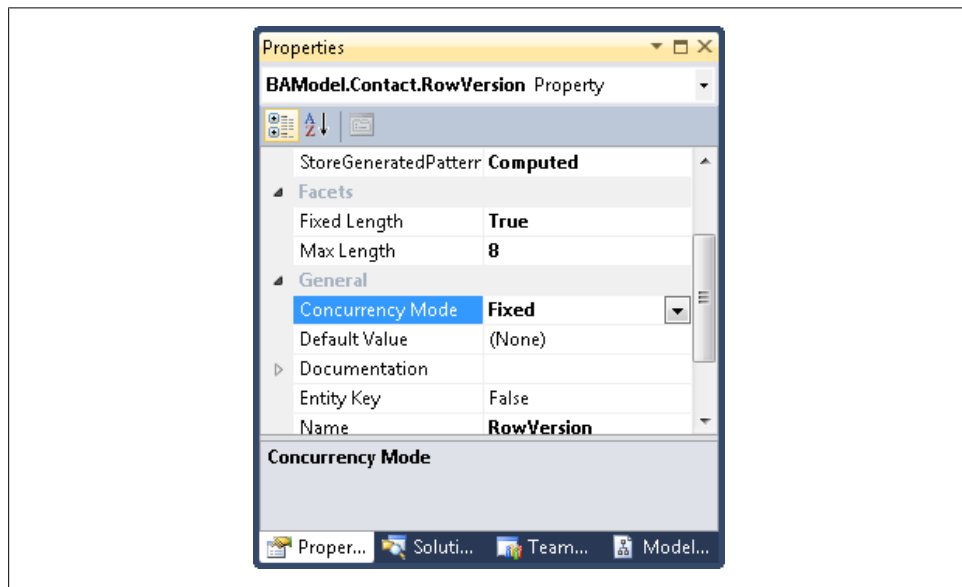 Properties
BAModel.Contact.RowVersion Property
StoreGeneratedPatterr Computed
Facets
Fixed Length True
Max Length 8
General
Concurrency Mode Fixed
Default Value (None)
Documentation
Entity Key False
Name RowVersion
Concurrency Mode
Proper... Soluti... Team... Model...